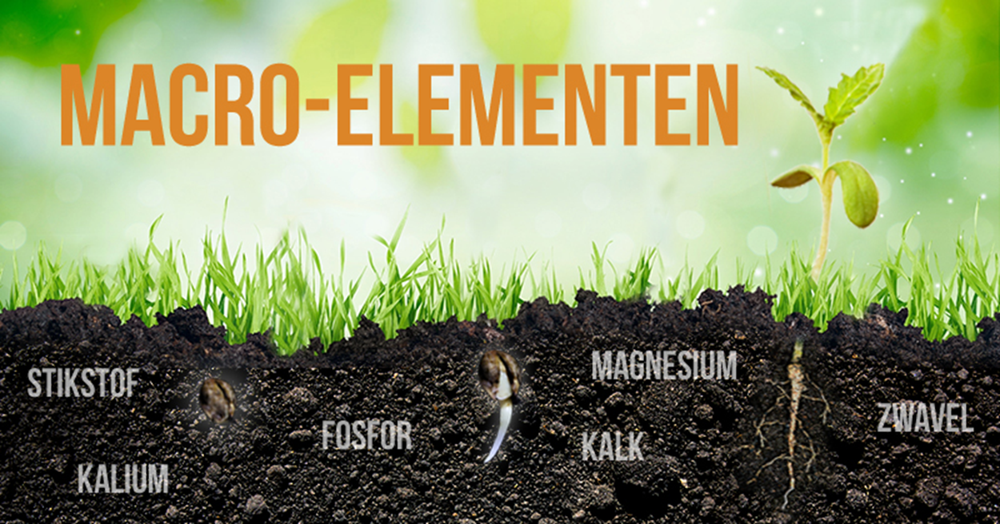 MACRO-ELEMENTEN
STIKSTOF
KALIUM
FOSFOR
MAGNESIUM
KALK
ZWAVEL